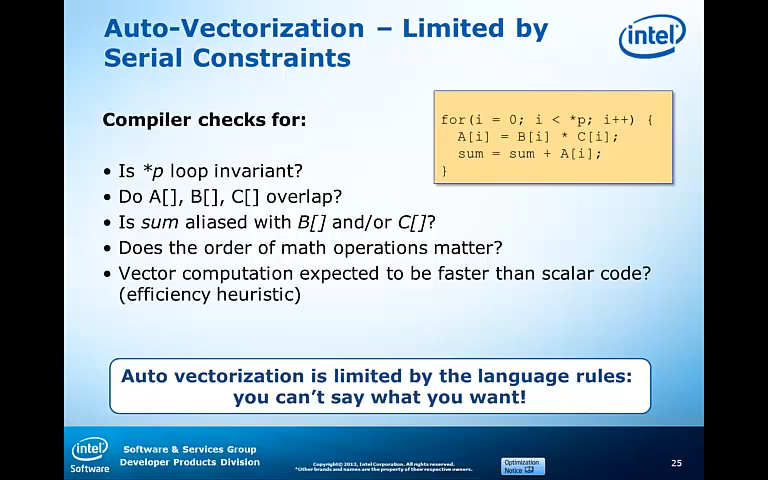 Auto-Vectorization – Limited by
Serial Constraints
intel
Compiler checks for:
for(i = 0; i < *p; i++) {
A[i] = B[i] * C[i];
sum = sum + A[i];
}
• Is *p loop invariant?
• Do A[], B[], C[] overlap?
• Is sum aliased with B[] and/or C[]?
• Does the order of math operations matter?
• Vector computation expected to be faster than scalar code?
(efficiency heuristic)
Auto vectorization is limited by the language rules:
you can’t say what you want!
intel
Software
Software & Services Group
Developer Products Division
Copyright© 2012, Intel Corporation. All rights reserved.
*Other brands and names are the property of their respective owners.
Optimization
Notice
25